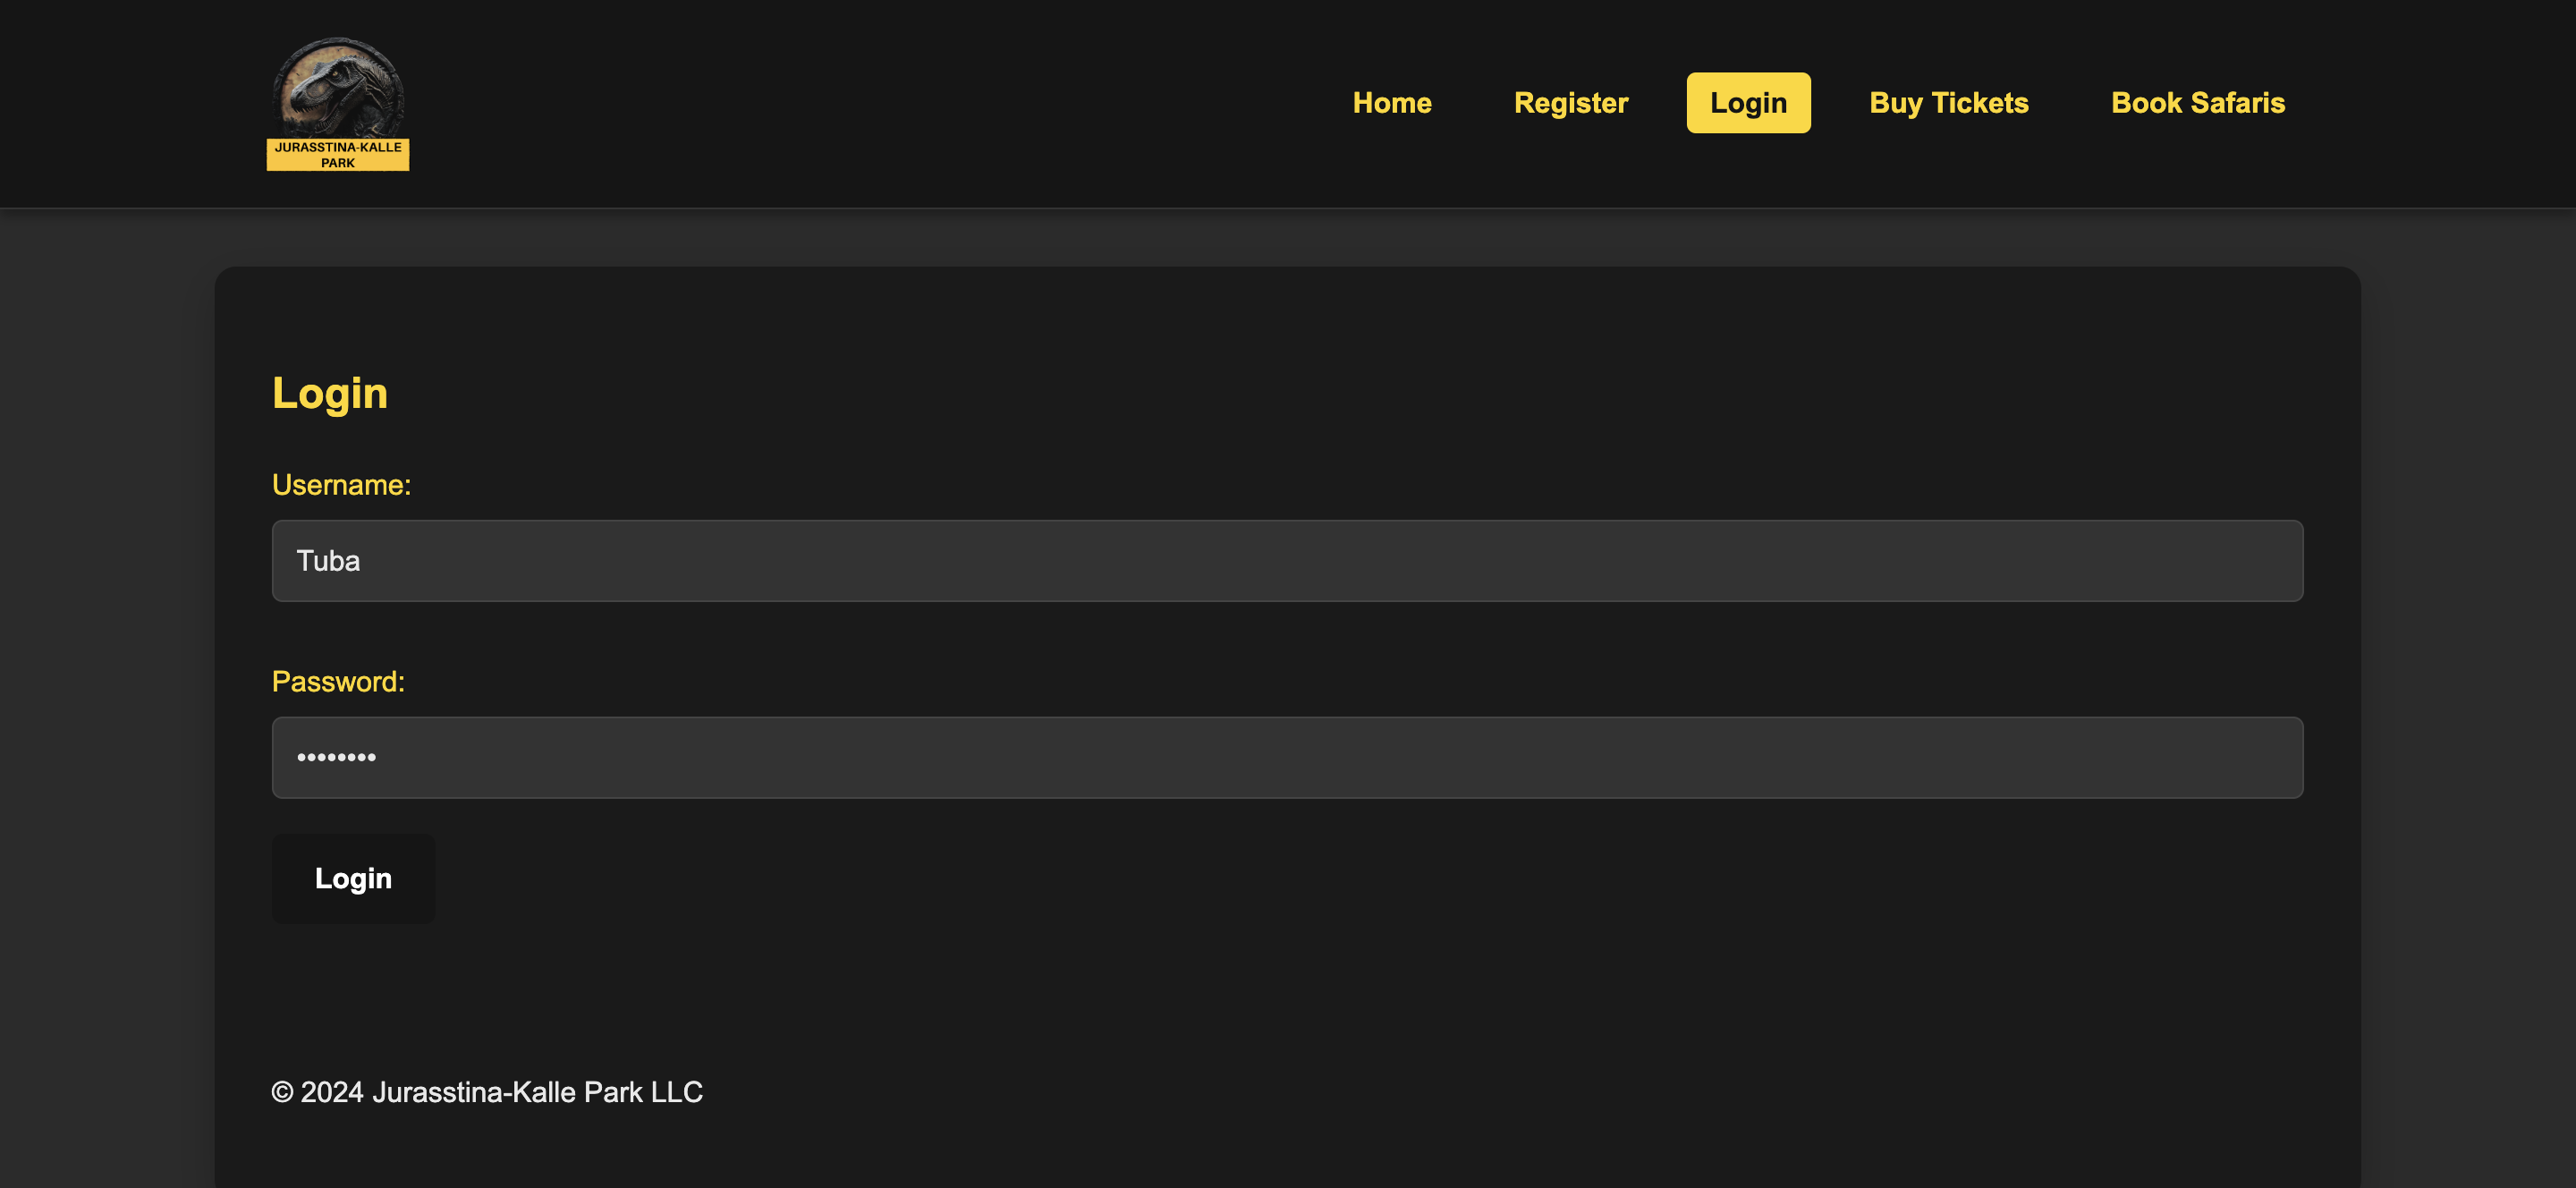 JURASSTINA-KALLE
PARK
Home Register Login Buy Tickets Book Safaris
Login
Username:
Tuba
Password:
••••••••
Login
© 2024 Jurasstina-Kalle Park LLC